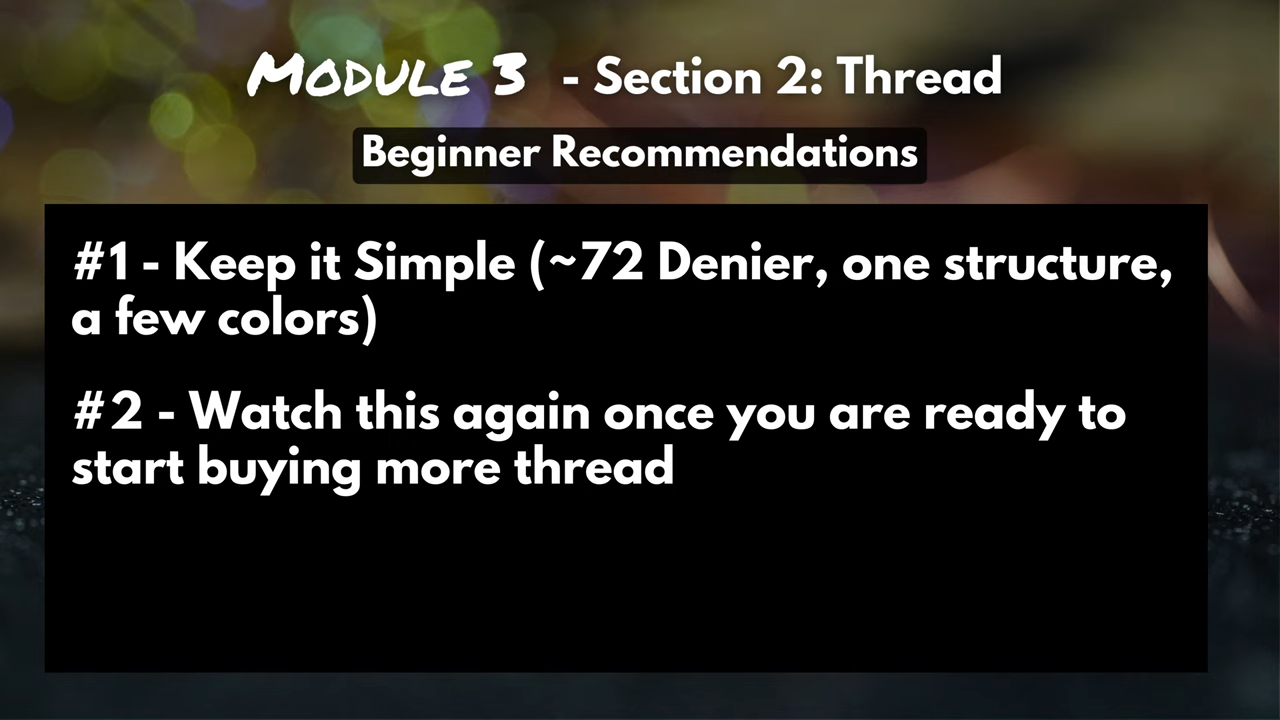 Module 3 - Section 2: Thread
Beginner Recommendations
#1 - Keep it Simple (~72 Denier, one structure,
a few colors)
#2 - Watch this again once you are ready to
start buying more thread